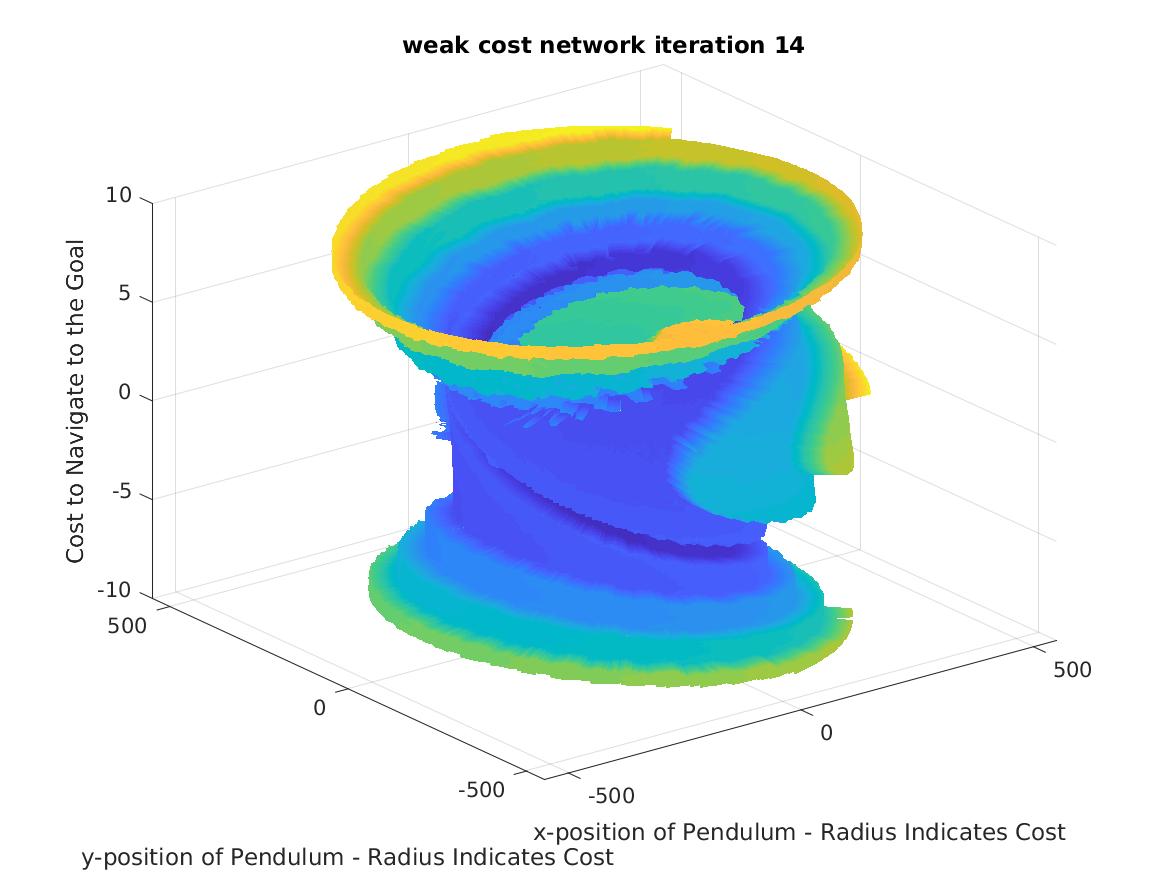 weak cost network iteration 14
10
5
0
-5
-10
Cost to Navigate to the Goal
500
0
-500
-500
0
500
x-position of Pendulum - Radius Indicates Cost
y-position of Pendulum - Radius Indicates Cost